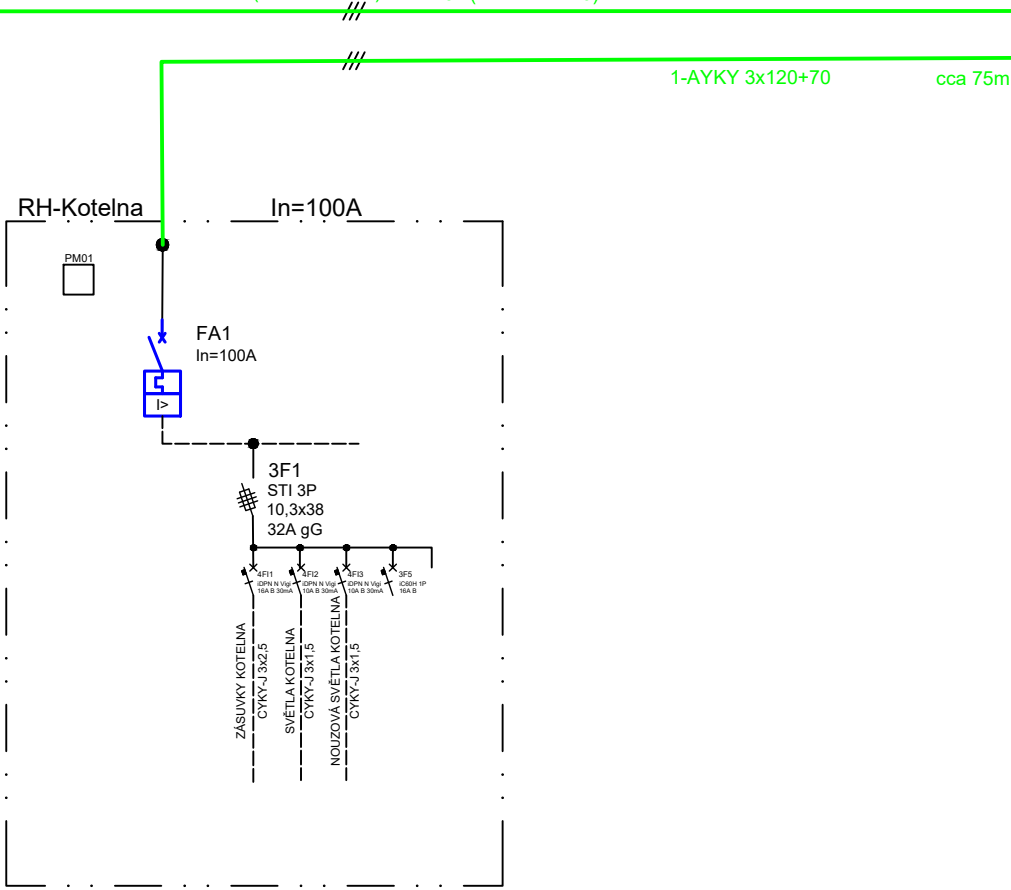 1-AYKY 3x120+70
cca 75m
RH-Kotelna
In=100A
PM01
FA1
In=100A
I>
3F1
STI 3P
10,3x38
32A gG
4FI1
iDPN N Vigi
16A B 30mA
4FI2
iDPN N Vigi
10A B 30mA
4FI3
iDPN N Vigi
10A B 30mA
3F5
iC60H 1P
16A B
ZÁSUVKY KOTELNA
CYKY-J 3x2,5
SVĚTLA KOTELNA
CYKY-J 3x1,5
NOUZOVÁ SVĚTLA KOTELNA
CYKY-J 3x1,5